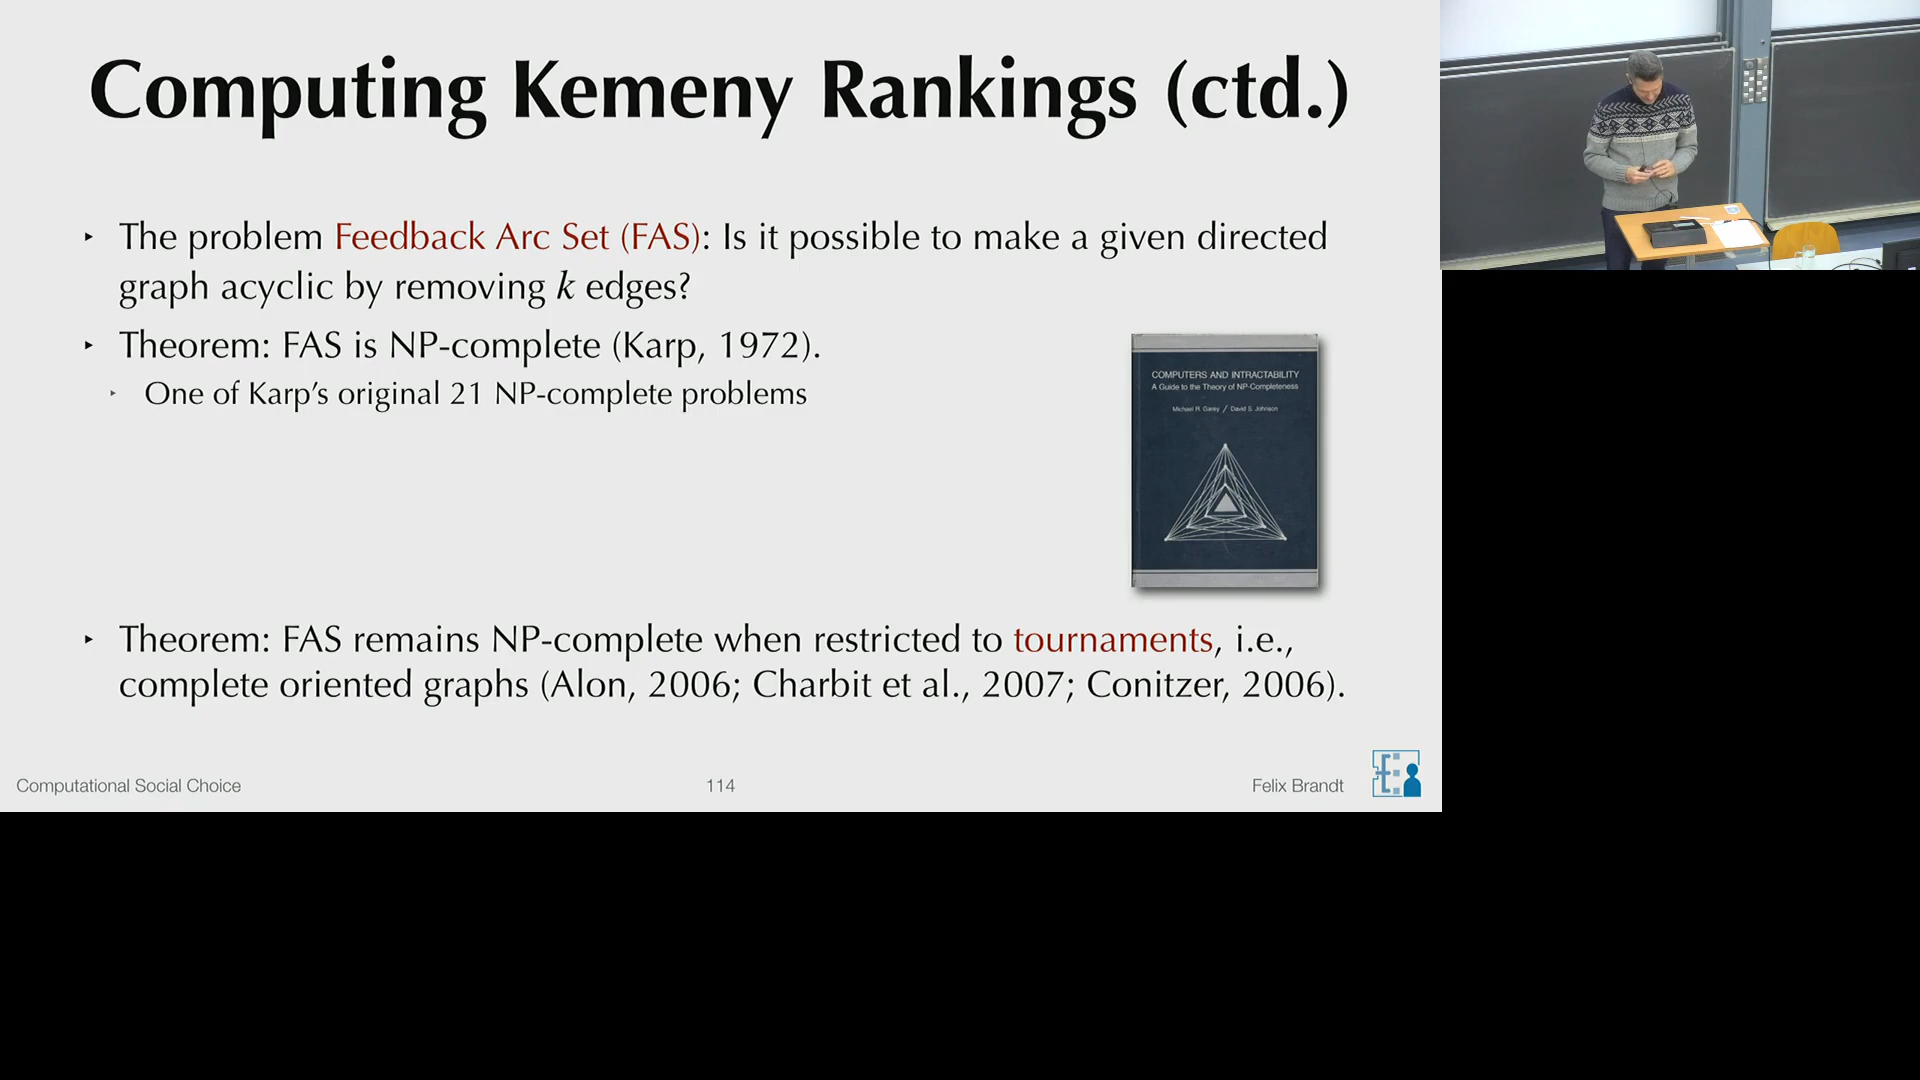 Computing Kemeny Rankings (ctd.)
‣ The problem Feedback Arc Set (FAS): Is it possible to make a given directed
graph acyclic by removing k edges?
‣ Theorem: FAS is NP-complete (Karp, 1972).
‣ One of Karp's original 21 NP-complete problems
COMPUTERS AND INTRACTABILITY
A Guide to the Theory of NP-Completeness
Michael R. Garey / David S. Johnson
‣ Theorem: FAS remains NP-complete when restricted to tournaments, i.e.,
complete oriented graphs (Alon, 2006; Charbit et al., 2007; Conitzer, 2006).
Computational Social Choice
114
Felix Brandt